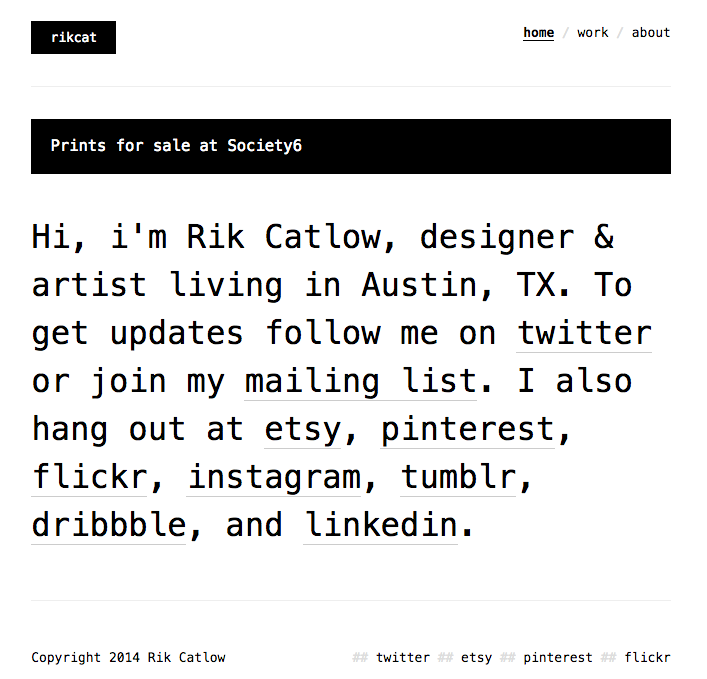 rikcat
home / work / about
Prints for sale at Society6
Hi, i'm Rik Catlow, designer &
artist living in Austin, TX. To
get updates follow me on twitter
or join my mailing list. I also
hang out at etsy, pinterest,
flickr, instagram, tumblr,
dribbble, and linkedin.
Copyright 2014 Rik Catlow
## twitter ## etsy ## pinterest ## flickr